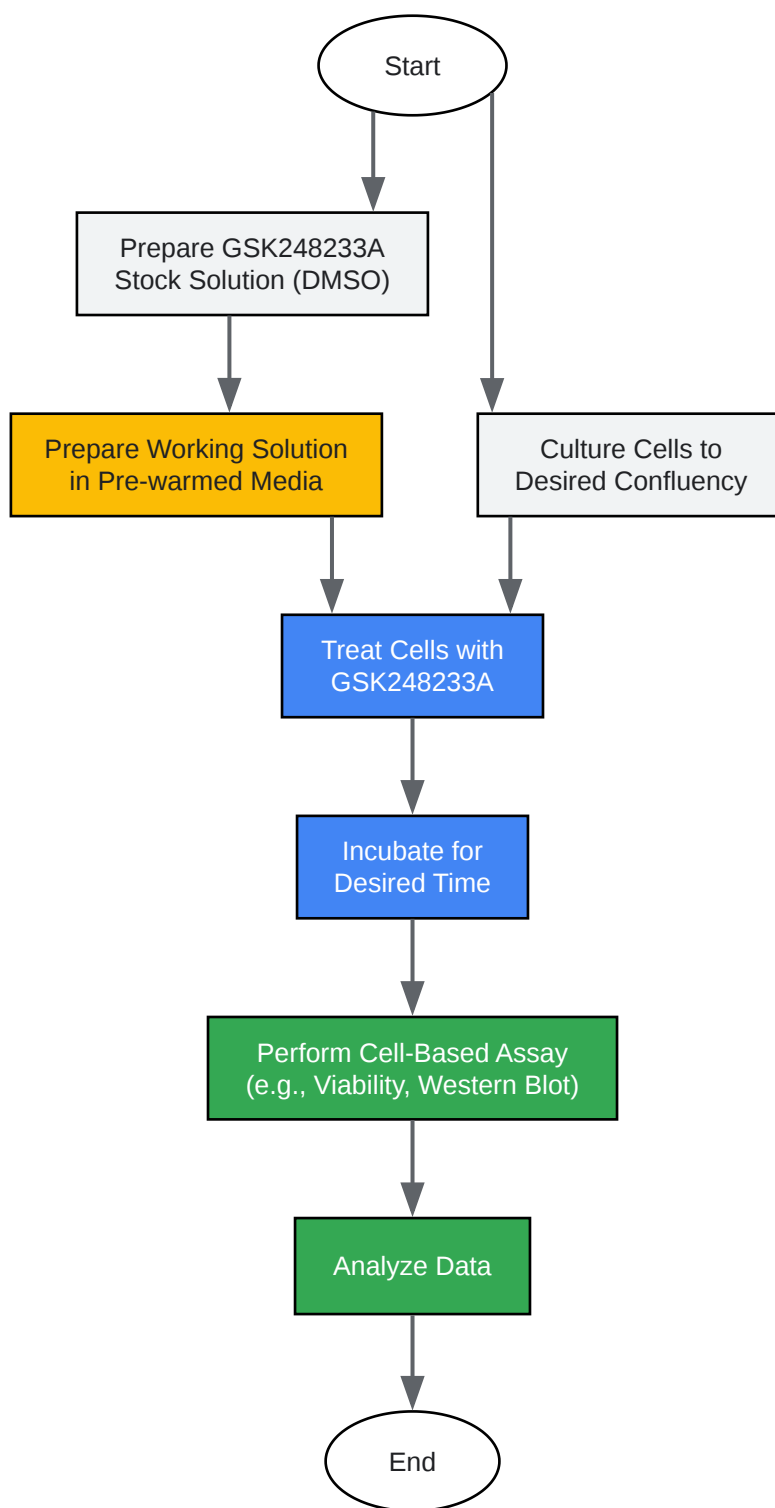 Start
Prepare GSK248233A
Stock Solution (DMSO)
Prepare Working Solution
in Pre-warmed Media
Culture Cells to
Desired Confluency
Treat Cells with
GSK248233A
Incubate for
Desired Time
Perform Cell-Based Assay
(e.g., Viability, Western Blot)
Analyze Data
End